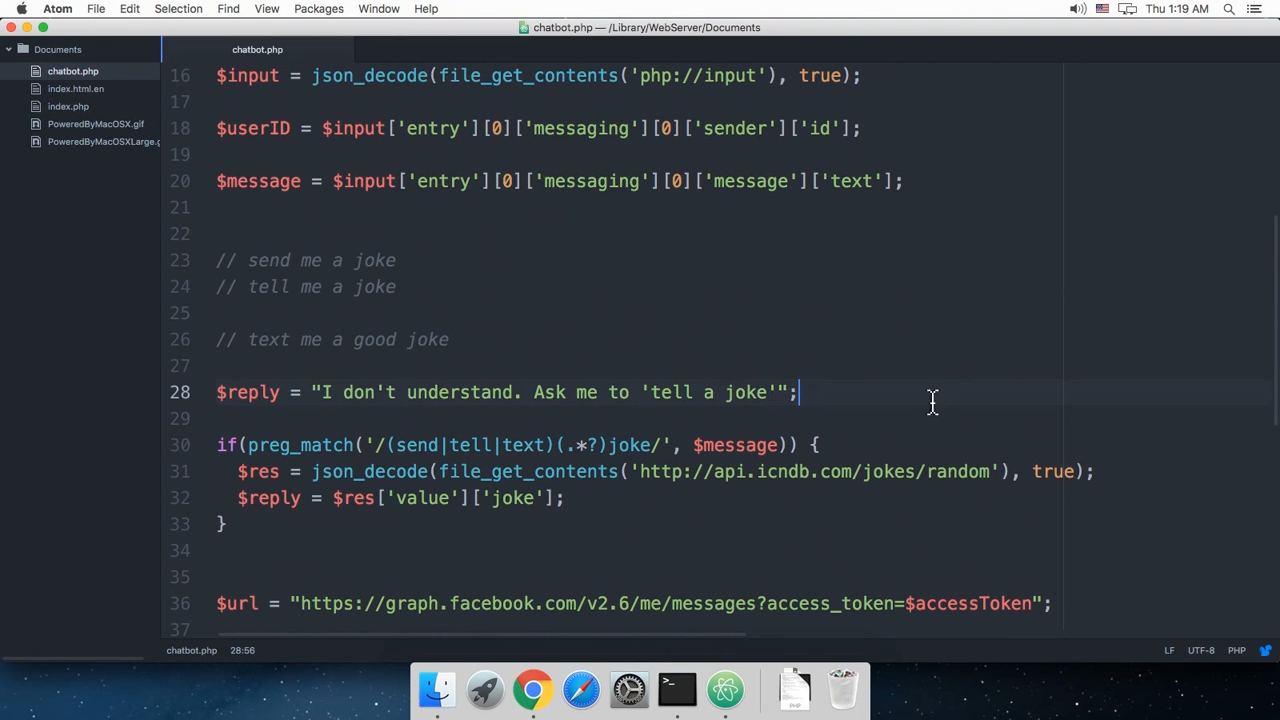 Atom File Edit Selection Find View Packages Window Help Thu 1:19 AM
chatbot.php — /Library/WebServer/Documents
Documents
chatbot.php
chatbot.php
index.html.en
index.php
PoweredByMacOSX.gif
PoweredByMacOSXLarge.g
16 $input = json_decode(file_get_contents('php://input'), true);
17
18 $userID = $input['entry'][0]['messaging'][0]['sender']['id'];
19
20 $message = $input['entry'][0]['messaging'][0]['message']['text'];
21
22
23 // send me a joke
24 // tell me a joke
25
26 // text me a good joke
27
28 $reply = "I don't understand. Ask me to 'tell a joke'";
29
30 if(preg_match('/(send|tell|text)(.*?)joke/', $message)) {
31 $res = json_decode(file_get_contents('http://api.icndb.com/jokes/random'), true);
32 $reply = $res['value']['joke'];
33 }
34
35
36 $url = "https://graph.facebook.com/v2.6/me/messages?access_token=$accessToken";
37
chatbot.php 28:56 LF UTF-8 PHP
>_
PHP